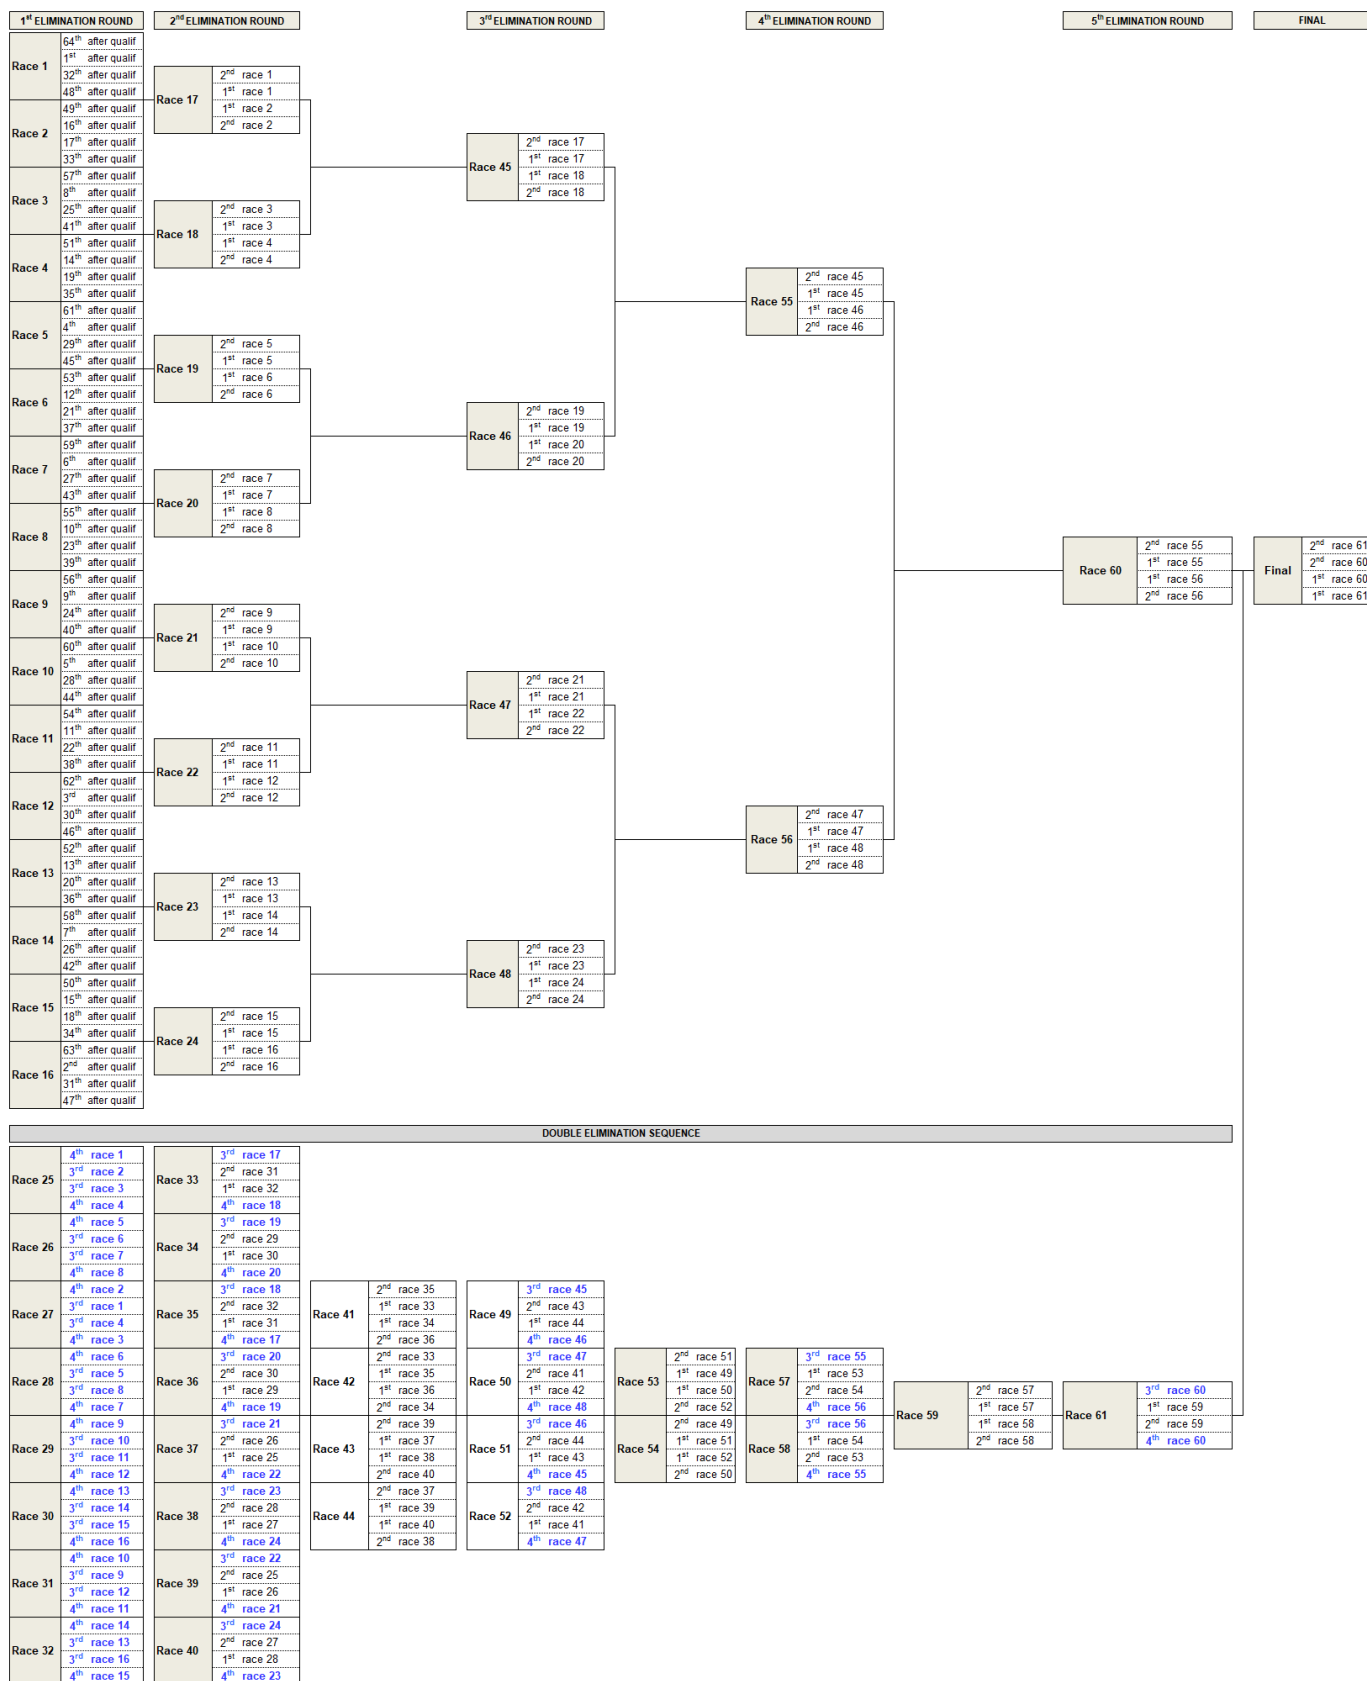 1st ELIMINATION ROUND
2nd ELIMINATION ROUND
3rd ELIMINATION ROUND
4th ELIMINATION ROUND
5th ELIMINATION ROUND
FINAL
Race 1
64th after qualif
1st after qualif
32th after qualif
48th after qualif
Race 2
49th after qualif
16th after qualif
17th after qualif
33th after qualif
Race 3
57th after qualif
8th after qualif
25th after qualif
41th after qualif
Race 4
51th after qualif
14th after qualif
19th after qualif
35th after qualif
Race 5
61th after qualif
4th after qualif
29th after qualif
45th after qualif
Race 6
53th after qualif
12th after qualif
21th after qualif
37th after qualif
Race 7
59th after qualif
6th after qualif
27th after qualif
43th after qualif
Race 8
55th after qualif
10th after qualif
23th after qualif
39th after qualif
Race 9
56th after qualif
9th after qualif
24th after qualif
40th after qualif
Race 10
60th after qualif
5th after qualif
28th after qualif
44th after qualif
Race 11
54th after qualif
11th after qualif
22th after qualif
38th after qualif
Race 12
62th after qualif
3rd after qualif
30th after qualif
46th after qualif
Race 13
52th after qualif
13th after qualif
20th after qualif
36th after qualif
Race 14
58th after qualif
7th after qualif
26th after qualif
42th after qualif
Race 15
50th after qualif
15th after qualif
18th after qualif
34th after qualif
Race 16
63th after qualif
2nd after qualif
31th after qualif
47th after qualif
Race 17
2nd race 1
1st race 1
1st race 2
2nd race 2
Race 18
2nd race 3
1st race 3
1st race 4
2nd race 4
Race 19
2nd race 5
1st race 5
1st race 6
2nd race 6
Race 20
2nd race 7
1st race 7
1st race 8
2nd race 8
Race 21
2nd race 9
1st race 9
1st race 10
2nd race 10
Race 22
2nd race 11
1st race 11
1st race 12
2nd race 12
Race 23
2nd race 13
1st race 13
1st race 14
2nd race 14
Race 24
2nd race 15
1st race 15
1st race 16
2nd race 16
Race 45
2nd race 17
1st race 17
1st race 18
2nd race 18
Race 46
2nd race 19
1st race 19
1st race 20
2nd race 20
Race 47
2nd race 21
1st race 21
1st race 22
2nd race 22
Race 48
2nd race 23
1st race 23
1st race 24
2nd race 24
Race 55
2nd race 45
1st race 45
1st race 46
2nd race 46
Race 56
2nd race 47
1st race 47
1st race 48
2nd race 48
Race 60
2nd race 55
1st race 55
1st race 56
2nd race 56
Final
2nd race 61
2nd race 60
1st race 60
1st race 61
DOUBLE ELIMINATION SEQUENCE
Race 25
4th race 1
3rd race 2
3rd race 3
4th race 4
Race 26
4th race 5
3rd race 6
3rd race 7
4th race 8
Race 27
4th race 2
3rd race 1
3rd race 4
4th race 3
Race 28
4th race 6
3rd race 5
3rd race 8
4th race 7
Race 29
4th race 9
3rd race 10
3rd race 11
4th race 12
Race 30
4th race 13
3rd race 14
3rd race 15
4th race 16
Race 31
4th race 10
3rd race 9
3rd race 12
4th race 11
Race 32
4th race 14
3rd race 13
3rd race 16
4th race 15
Race 33
3rd race 17
2nd race 31
1st race 32
4th race 18
Race 34
3rd race 19
2nd race 29
1st race 30
4th race 20
Race 35
3rd race 18
2nd race 32
1st race 31
4th race 17
Race 36
3rd race 20
2nd race 30
1st race 29
4th race 19
Race 37
3rd race 21
2nd race 26
1st race 25
4th race 22
Race 38
3rd race 23
2nd race 28
1st race 27
4th race 24
Race 39
3rd race 22
2nd race 25
1st race 26
4th race 21
Race 40
3rd race 24
2nd race 27
1st race 28
4th race 23
Race 41
2nd race 35
1st race 33
1st race 34
2nd race 36
Race 42
2nd race 33
1st race 35
1st race 36
2nd race 34
Race 43
2nd race 39
1st race 37
1st race 38
2nd race 40
Race 44
2nd race 37
1st race 39
1st race 40
2nd race 38
Race 49
3rd race 45
2nd race 43
1st race 44
4th race 46
Race 50
3rd race 47
2nd race 41
1st race 42
4th race 48
Race 51
3rd race 46
2nd race 44
1st race 43
4th race 45
Race 52
3rd race 48
2nd race 42
1st race 41
4th race 47
Race 53
2nd race 51
1st race 49
1st race 50
2nd race 52
Race 54
2nd race 49
1st race 51
1st race 52
2nd race 50
Race 57
3rd race 55
1st race 53
2nd race 54
4th race 56
Race 58
3rd race 56
1st race 54
2nd race 53
4th race 55
Race 59
2nd race 57
1st race 57
1st race 58
2nd race 58
Race 61
3rd race 60
1st race 59
2nd race 59
4th race 60